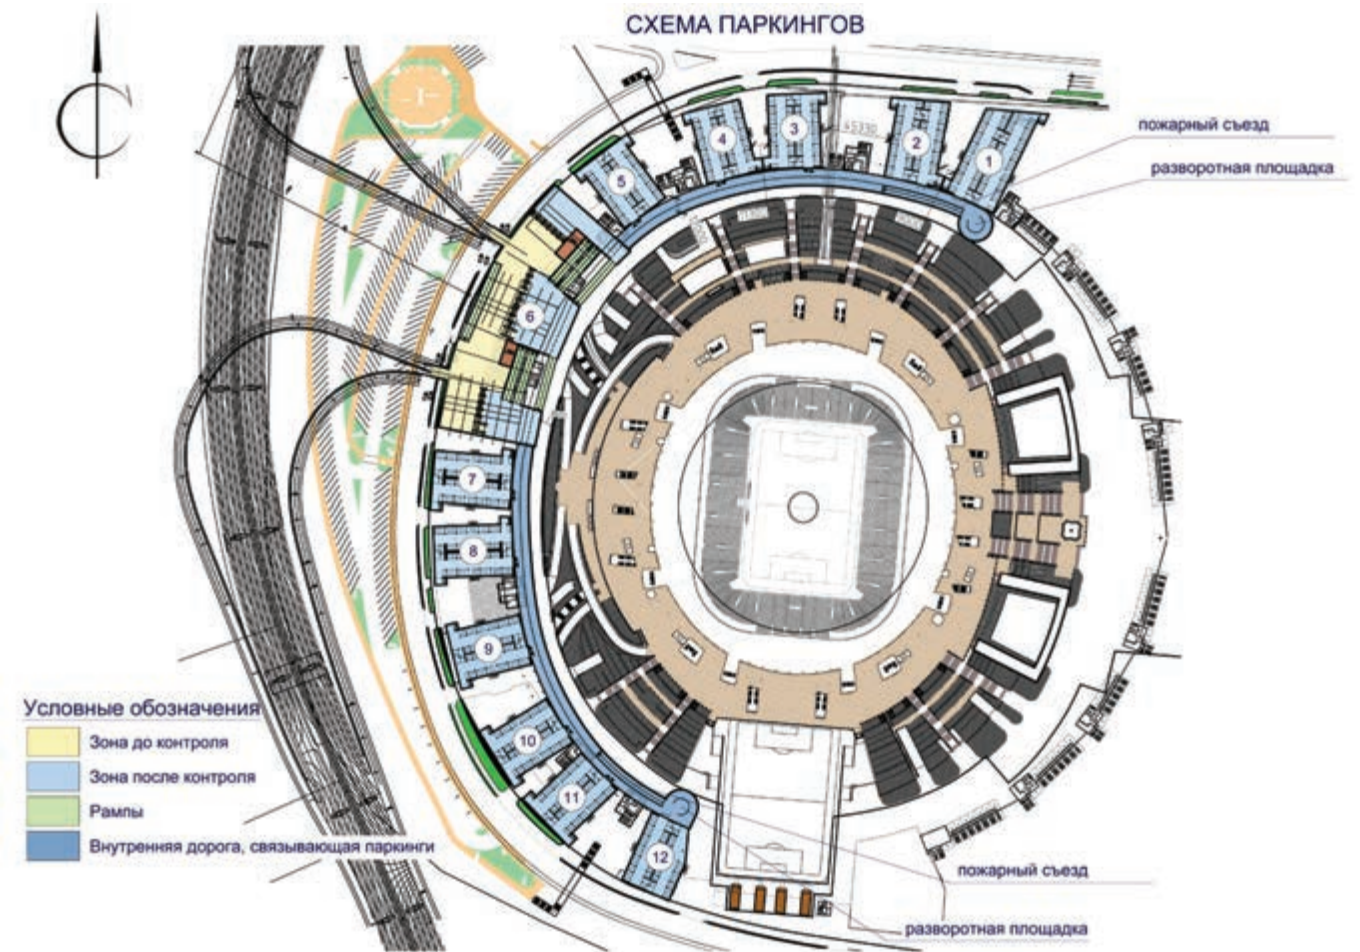 СХЕМА ПАРКИНГОВ
пожарный съезд
разворотная площадка
45330
1
2
3
4
5
6
7
8
9
10
11
12
Условные обозначения
Зона до контроля
Зона после контроля
Рампы
Внутренняя дорога, связывающая паркинги
пожарный съезд
разворотная площадка